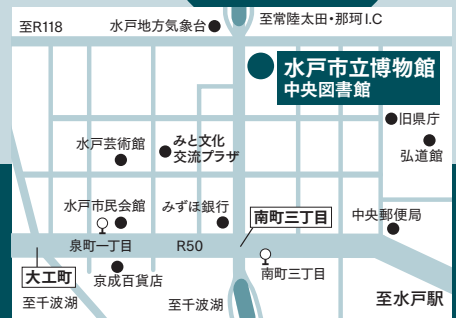 至R118
水戸地方気象台
至常陸太田・那珂I.C
水戸市立博物館
中央図書館
旧県庁
弘道館
水戸芸術館
みと文化
交流プラザ
水戸市民会館
みずほ銀行
南町三丁目
中央郵便局
泉町一丁目
R50
大工町
京成百貨店
南町三丁目
至千波湖
至千波湖
至水戸駅